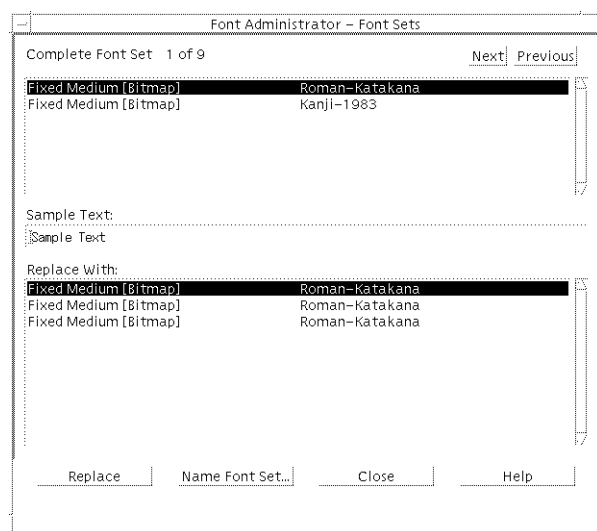 Font Administrator – Font Sets
Complete Font Set 1 of 9 Next Previous
Fixed Medium [Bitmap] Roman–Katakana
Fixed Medium [Bitmap] Kanji–1983
Sample Text:
Sample Text
Replace With:
Fixed Medium [Bitmap] Roman–Katakana
Fixed Medium [Bitmap] Roman–Katakana
Fixed Medium [Bitmap] Roman–Katakana
Replace Name Font Set... Close Help